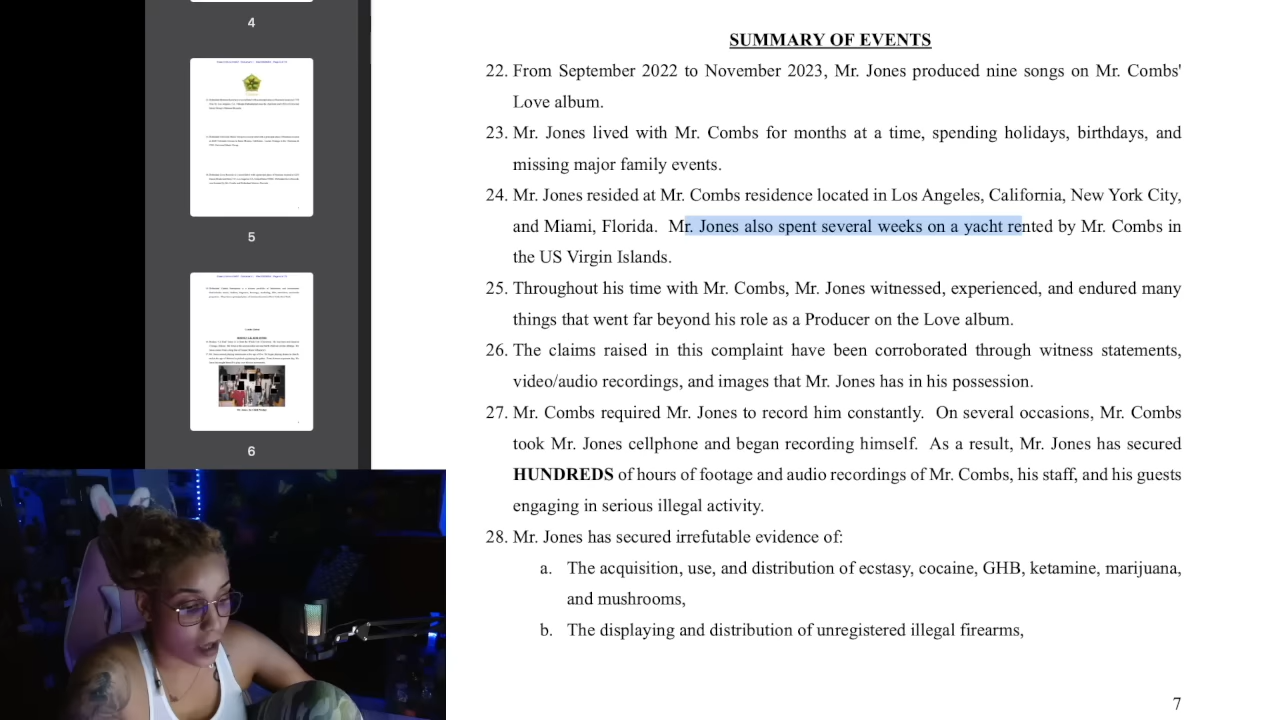 4
5
6
SUMMARY OF EVENTS
22. From September 2022 to November 2023, Mr. Jones produced nine songs on Mr. Combs'
Love album.
23. Mr. Jones lived with Mr. Combs for months at a time, spending holidays, birthdays, and
missing major family events.
24. Mr. Jones resided at Mr. Combs residence located in Los Angeles, California, New York City,
and Miami, Florida. Mr. Jones also spent several weeks on a yacht rented by Mr. Combs in
the US Virgin Islands.
25. Throughout his time with Mr. Combs, Mr. Jones witnessed, experienced, and endured many
things that went far beyond his role as a Producer on the Love album.
26. The claims raised in this complaint have been corroborated through witness statements,
video/audio recordings, and images that Mr. Jones has in his possession.
27. Mr. Combs required Mr. Jones to record him constantly. On several occasions, Mr. Combs
took Mr. Jones cellphone and began recording himself. As a result, Mr. Jones has secured
HUNDREDS of hours of footage and audio recordings of Mr. Combs, his staff, and his guests
engaging in serious illegal activity.
28. Mr. Jones has secured irrefutable evidence of:
a. The acquisition, use, and distribution of ecstasy, cocaine, GHB, ketamine, marijuana,
and mushrooms,
b. The displaying and distribution of unregistered illegal firearms,
7